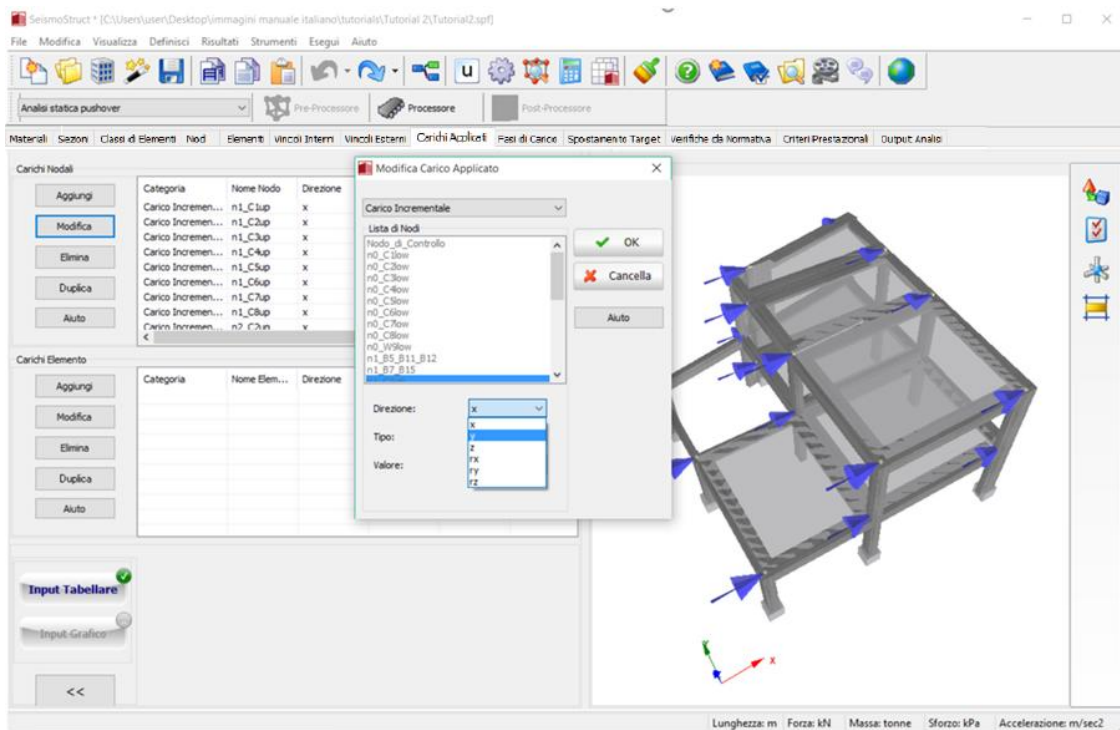 SeismoStruct * [C:\Users\user\Desktop\immagini manuale italiano\tutorials\Tutorial 2\Tutorial2.spf]
File Modifica Visualizza Definisci Risultati Strumenti Esegui Aiuto
u
Analisi statica pushover Pre-Processore Processore Post-Processore
Materiali Sezioni Classi di Elementi Nodi Elementi Vincoli Interni Vincoli Esterni Carichi Applicati Fasi di Carico Spostamento Target Verifiche da Normativa Criteri Prestazionali Output Analisi
Carichi Nodali
Aggiungi
Modifica
Elimina
Duplica
Aiuto
Categoria Nome Nodo Direzione
Carico Incremen... n1_C1up x
Carico Incremen... n1_C2up x
Carico Incremen... n1_C3up x
Carico Incremen... n1_C4up x
Carico Incremen... n1_C5up x
Carico Incremen... n1_C6up x
Carico Incremen... n1_C7up x
Carico Incremen... n1_C8up x
Carico Incremen... n2_C2up x
Carichi Elemento
Aggiungi
Modifica
Elimina
Duplica
Aiuto
Categoria Nome Elem... Direzione
Modifica Carico Applicato
Carico Incrementale
Lista di Nodi
Nodo_di_Controllo
n0_C1low
n0_C2low
n0_C3low
n0_C4low
n0_C5low
n0_C6low
n0_C7low
n0_C8low
n0_W9low
n1_B5_B11_B12
n1_B7_B15
OK
Cancella
Aiuto
Direzione: x
x
y
z
rx
ry
rz
Tipo:
Valore:
Input Tabellare
Input Grafico
<<
x
Lunghezza: m Forza: kN Massa: tonne Sforzo: kPa Accelerazione: m/sec2